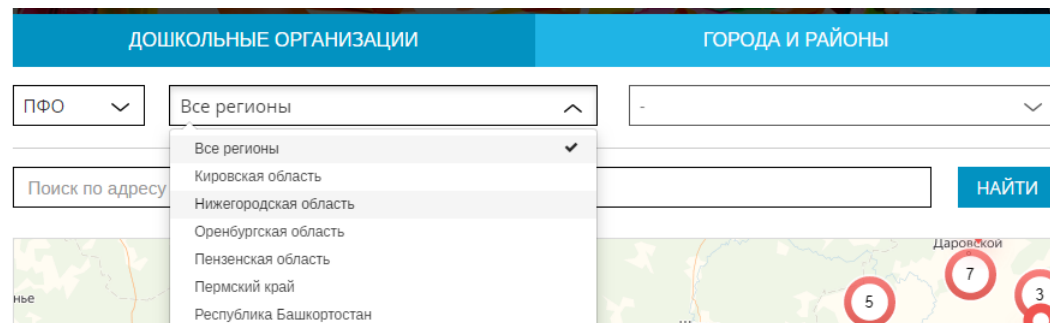 ДОШКОЛЬНЫЕ ОРГАНИЗАЦИИ
ГОРОДА И РАЙОНЫ
ПФО
Все регионы
-
Все регионы
Кировская область
Нижегородская область
Оренбургская область
Пензенская область
Пермский край
Республика Башкортостан
Поиск по адресу
НАЙТИ
Даровской
7
3
5
нье